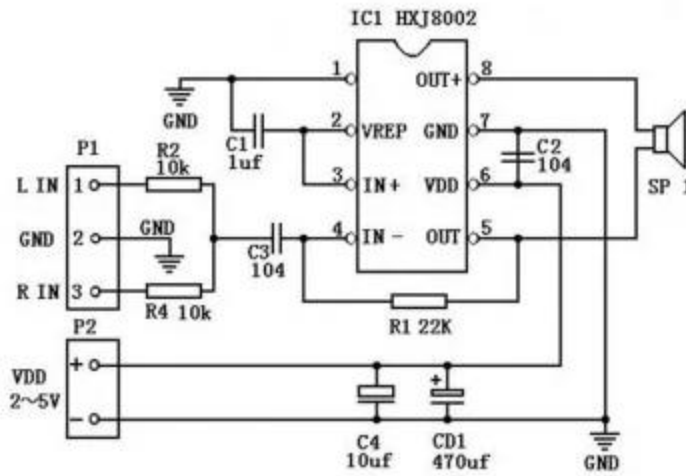 IC1 HXJ8002
1
OUT+
8
GND
2
VREP
GND
7
C1
1uf
C2
104
P1
R2
10k
L IN
1
3
IN+
VDD
6
SP 1
GND
2
GND
4
IN-
OUT
5
C3
104
R IN
3
R4 10k
R1 22K
P2
+
VDD
2～5V
-
+
C4
10uf
CD1
470uf
GND